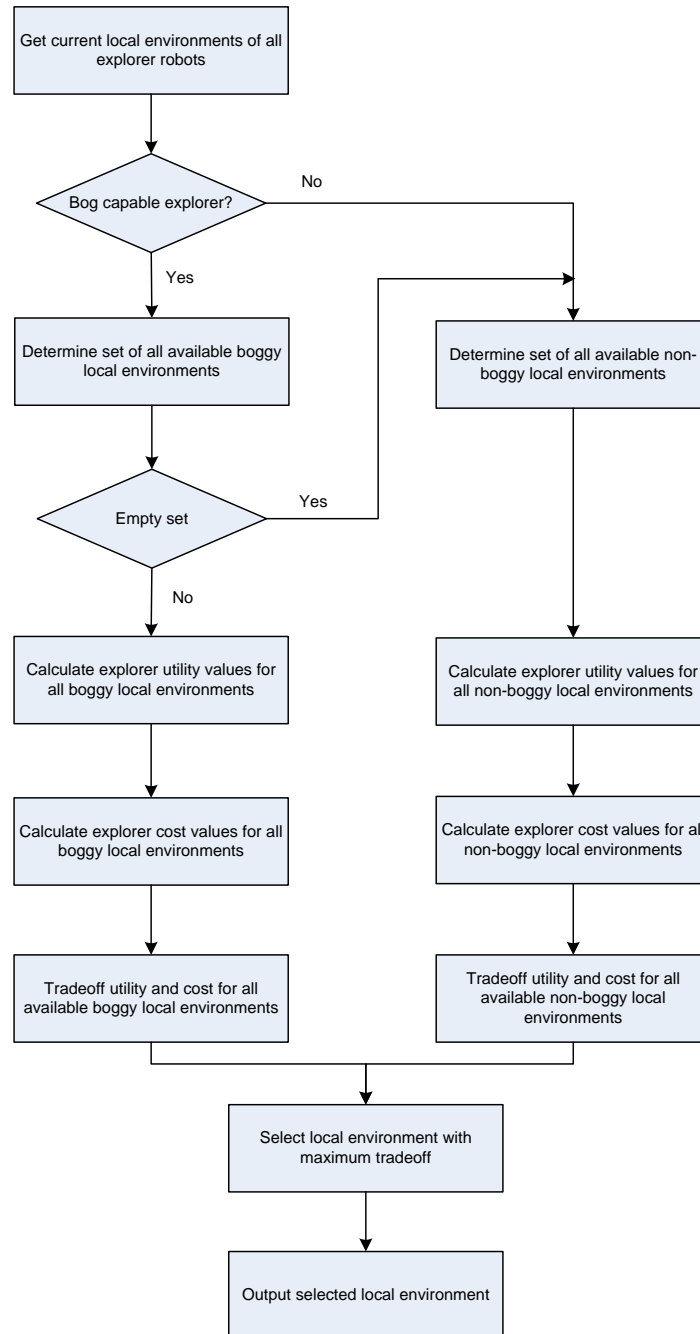 Get current local environments of all
explorer robots
Bog capable explorer?
No
Yes
Determine set of all available boggy
local environments
Determine set of all available non-
boggy local environments
Empty set
Yes
No
Calculate explorer utility values for
all boggy local environments
Calculate explorer utility values for
all non-boggy local environments
Calculate explorer cost values for all
boggy local environments
Calculate explorer cost values for all
non-boggy local environments
Tradeoff utility and cost for all
available boggy local environments
Tradeoff utility and cost for all
available non-boggy local
environments
Select local environment with
maximum tradeoff
Output selected local environment